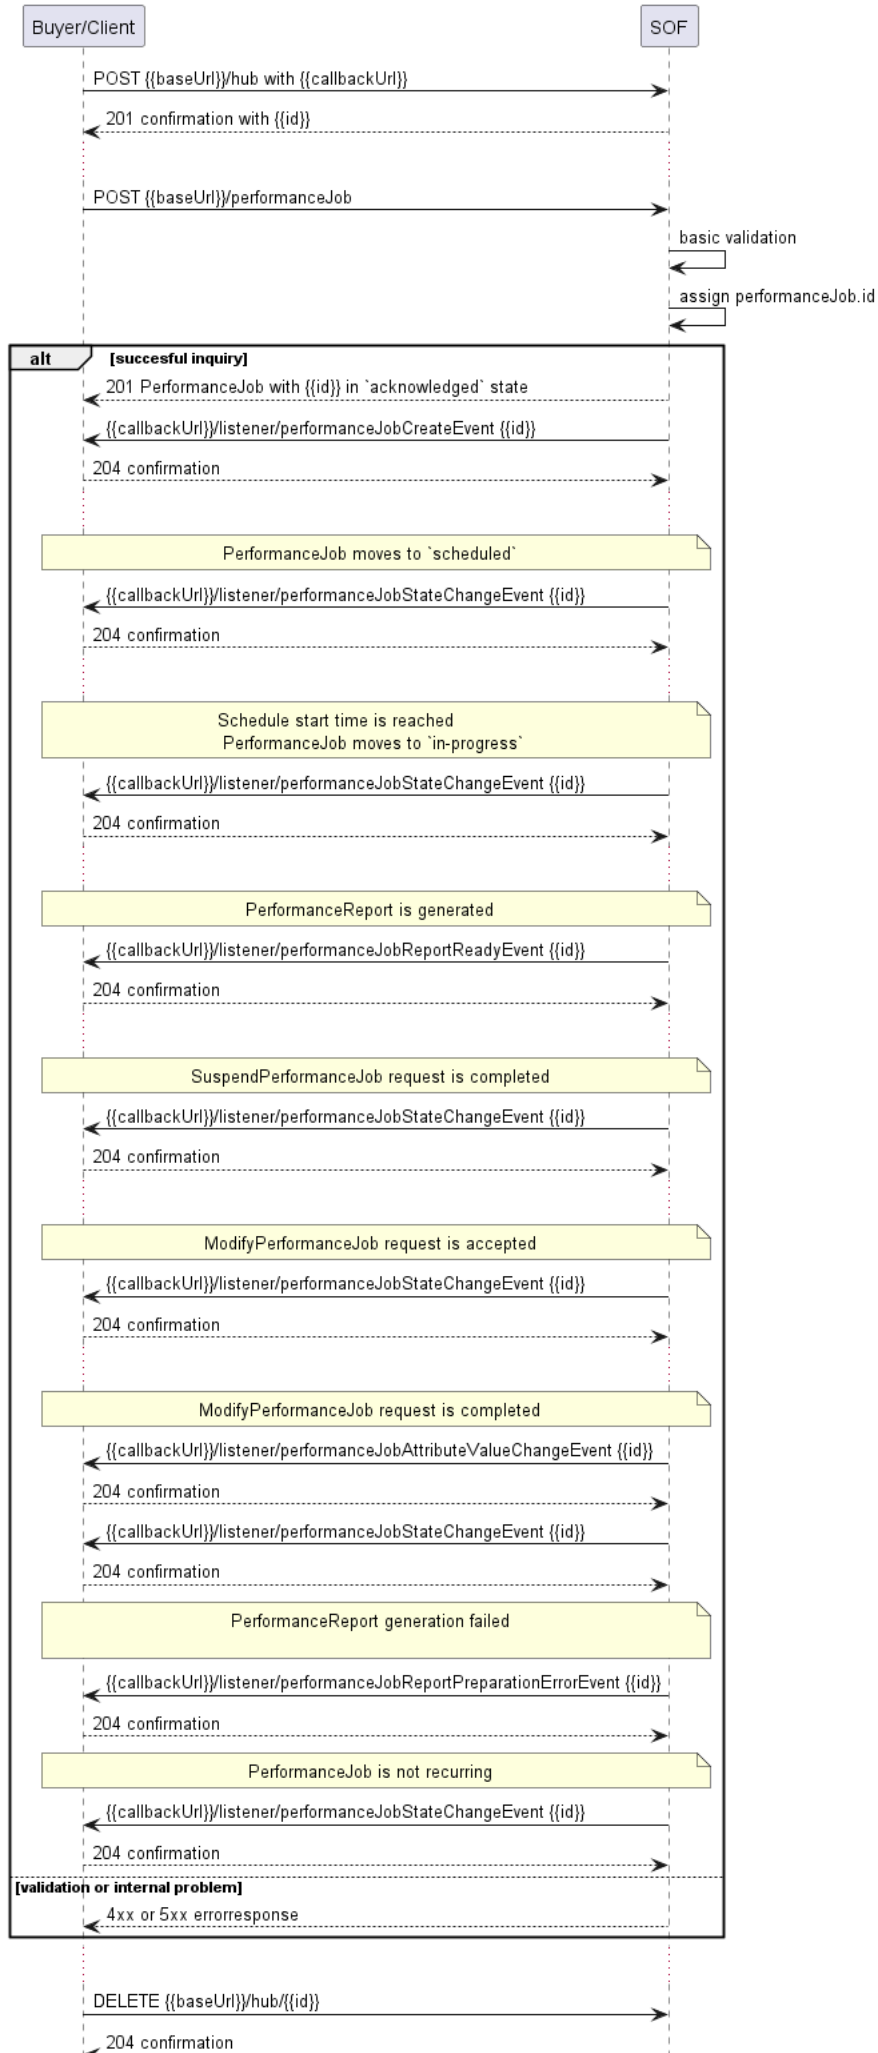 Buyer/Client
SOF
POST {{baseUrl}}/hub with {{callbackUrl}}
201 confirmation with {{id}}
POST {{baseUrl}}/performanceJob
basic validation
assign performanceJob.id
alt
[succesful inquiry]
201 PerformanceJob with {{id}} in `acknowledged` state
{{callbackUrl}}/listener/performanceJobCreateEvent {{id}}
204 confirmation
PerformanceJob moves to `scheduled`
{{callbackUrl}}/listener/performanceJobStateChangeEvent {{id}}
204 confirmation
Schedule start time is reached
PerformanceJob moves to `in-progress`
{{callbackUrl}}/listener/performanceJobStateChangeEvent {{id}}
204 confirmation
PerformanceReport is generated
{{callbackUrl}}/listener/performanceJobReportReadyEvent {{id}}
204 confirmation
SuspendPerformanceJob request is completed
{{callbackUrl}}/listener/performanceJobStateChangeEvent {{id}}
204 confirmation
ModifyPerformanceJob request is accepted
{{callbackUrl}}/listener/performanceJobStateChangeEvent {{id}}
204 confirmation
ModifyPerformanceJob request is completed
{{callbackUrl}}/listener/performanceJobAttributeValueChangeEvent {{id}}
204 confirmation
{{callbackUrl}}/listener/performanceJobStateChangeEvent {{id}}
204 confirmation
PerformanceReport generation failed
{{callbackUrl}}/listener/performanceJobReportPreparationErrorEvent {{id}}
204 confirmation
PerformanceJob is not recurring
{{callbackUrl}}/listener/performanceJobStateChangeEvent {{id}}
204 confirmation
[validation or internal problem]
4xx or 5xx errorresponse
DELETE {{baseUrl}}/hub/{{id}}
204 confirmation